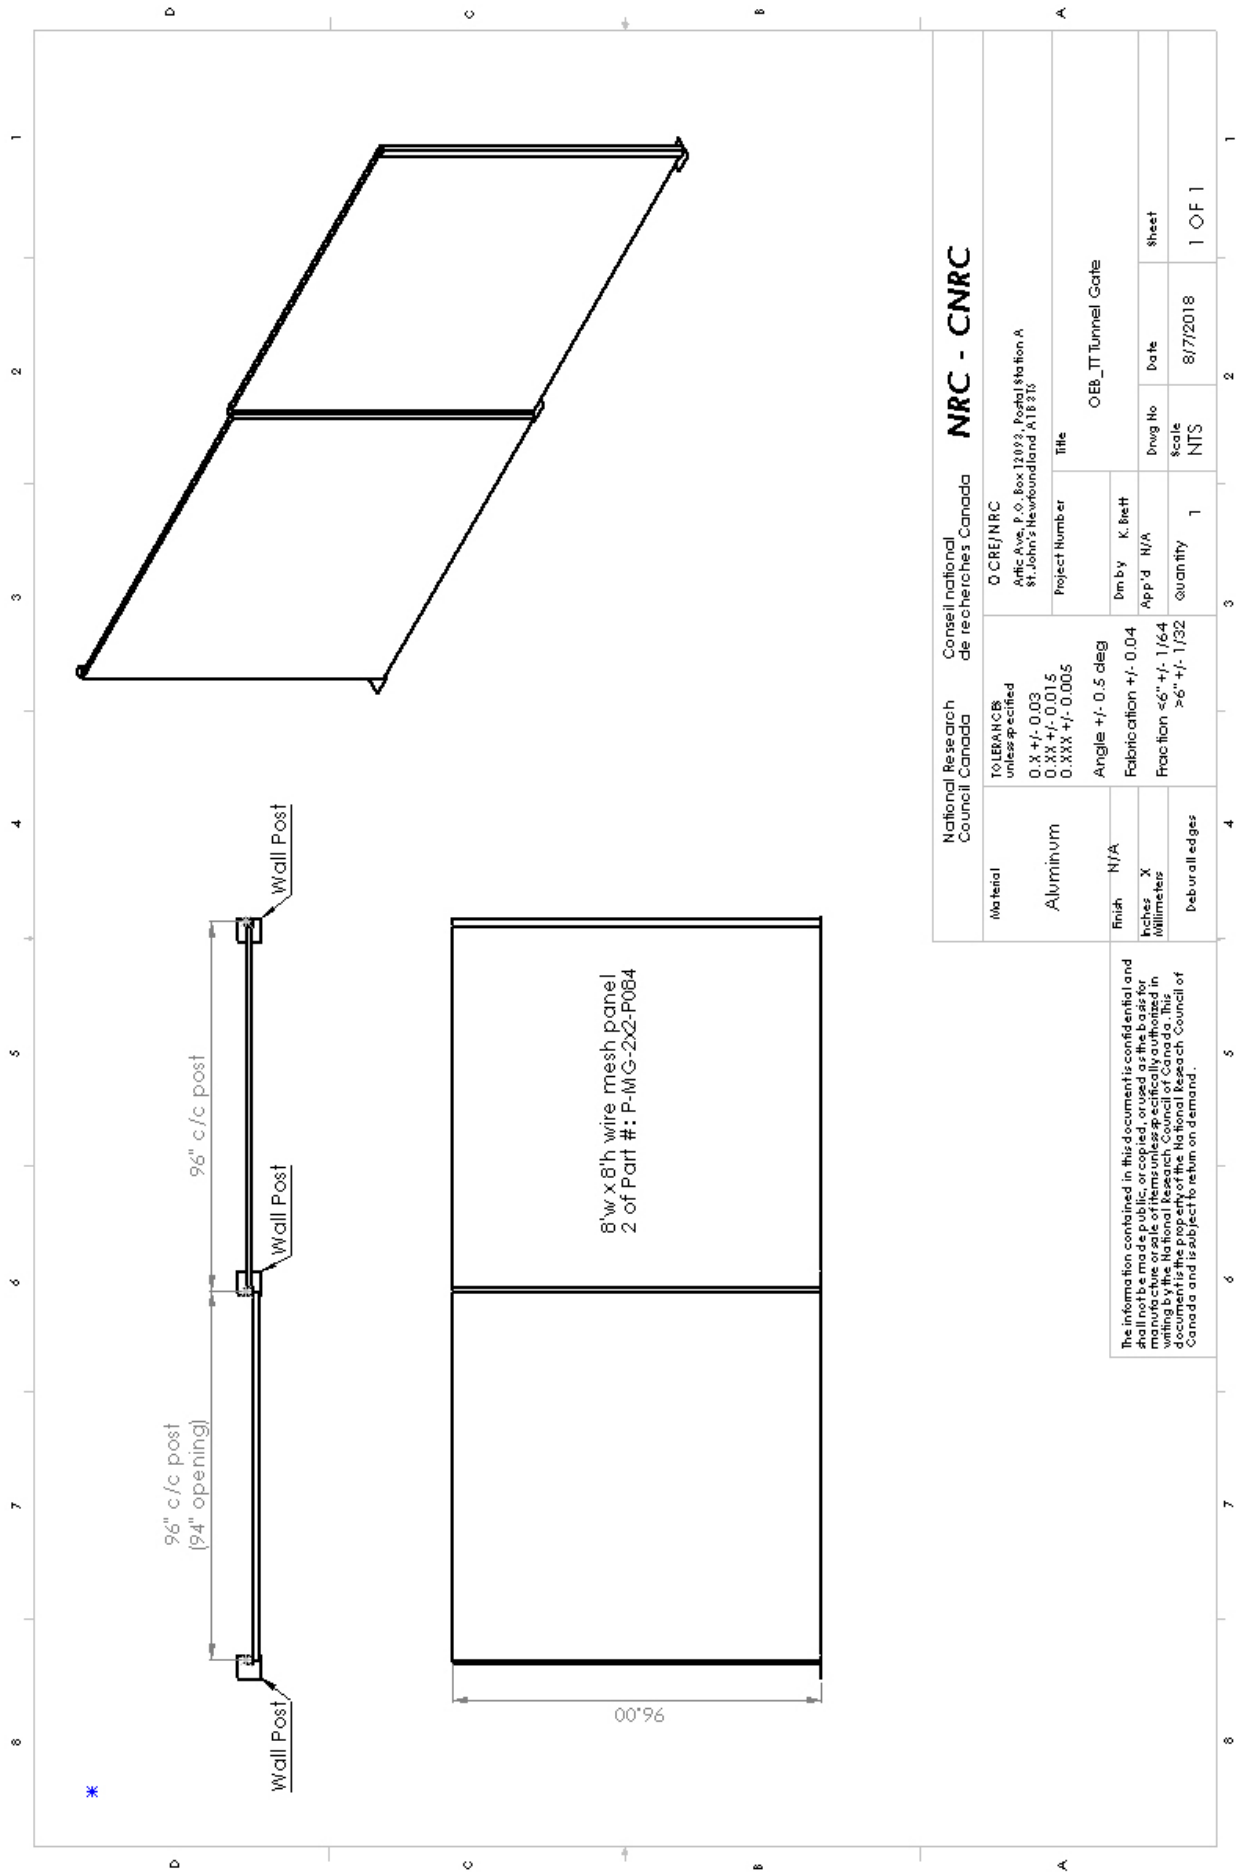 8 7 6 5 4 3 2 1
D
C
B
A
*
96" c/c post
(94" opening)
96" c/c post
Wall Post
Wall Post
Wall Post
96.00
8'w x 8'h wire mesh panel
2 of Part #: P-MG-2x2-P084
The information contained in this document is confidential and
shall not be made public, or copied, or used as the basis for
manufacture or sale of items unless specifically authorized in
writing by the National Research Council of Canada. This
document is the property of the National Reseach Council of
Canada and is subject to return on demand.
National Research
Council Canada
Conseil national
de recherches Canada
NRC - CNRC
Material
Aluminum
Finish N/A
Inches X
Millimeters
Debur all edges
TOLERANCES
unless specified
0.X +/- 0.03
0.XX +/- 0.015
0.XXX +/- 0.005
Angle +/- 0.5 deg
Fabrication +/- 0.04
Fraction <6" +/- 1/64
>6" +/- 1/32
OCRE/NRC
Artic Ave, P.O. Box 12093, Postal Station A
St. John's Newfoundland A1B 3T5
Project Number
Title
OEB_TT Tunnel Gate
Drn by K. Brett
App'd N/A
Quantity 1
Drwg No
Scale
NTS
Date
8/7/2018
Sheet
1 OF 1
8 7 6 5 4 3 2 1
D
C
B
A